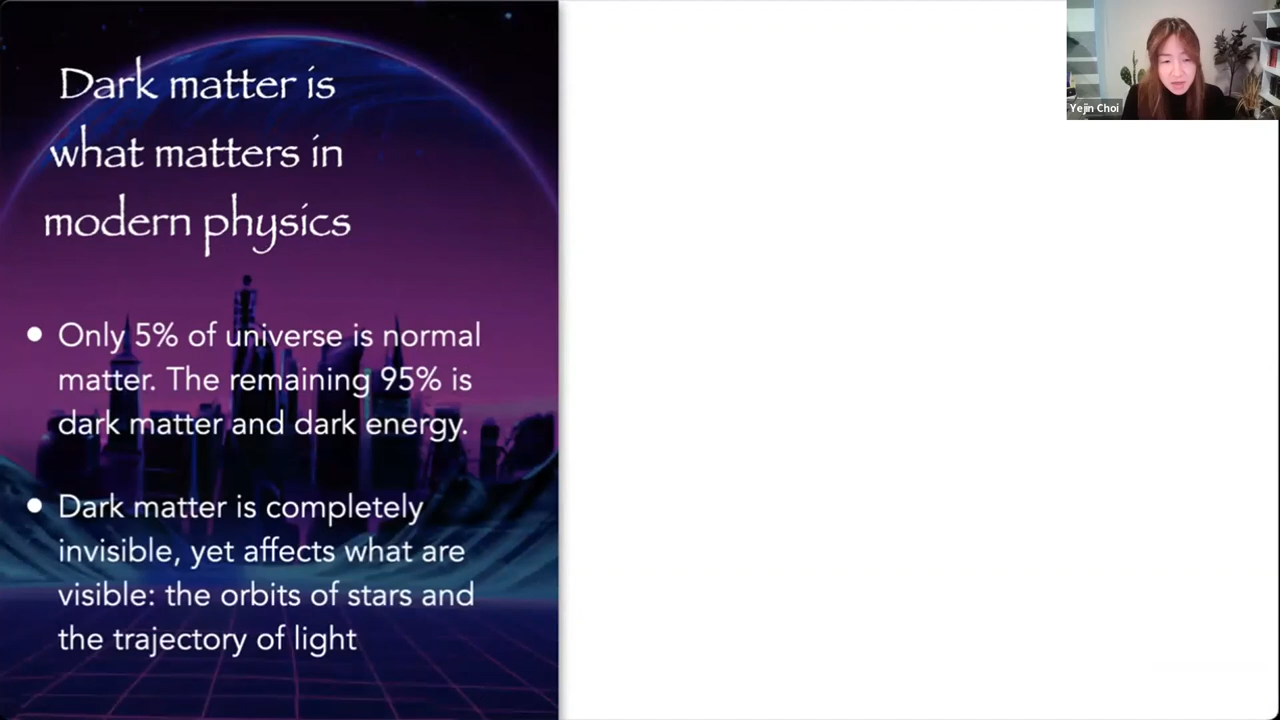 Dark matter is
what matters in
modern physics
• Only 5% of universe is normal
matter. The remaining 95% is
dark matter and dark energy.
• Dark matter is completely
invisible, yet affects what are
visible: the orbits of stars and
the trajectory of light
Yejin Choi